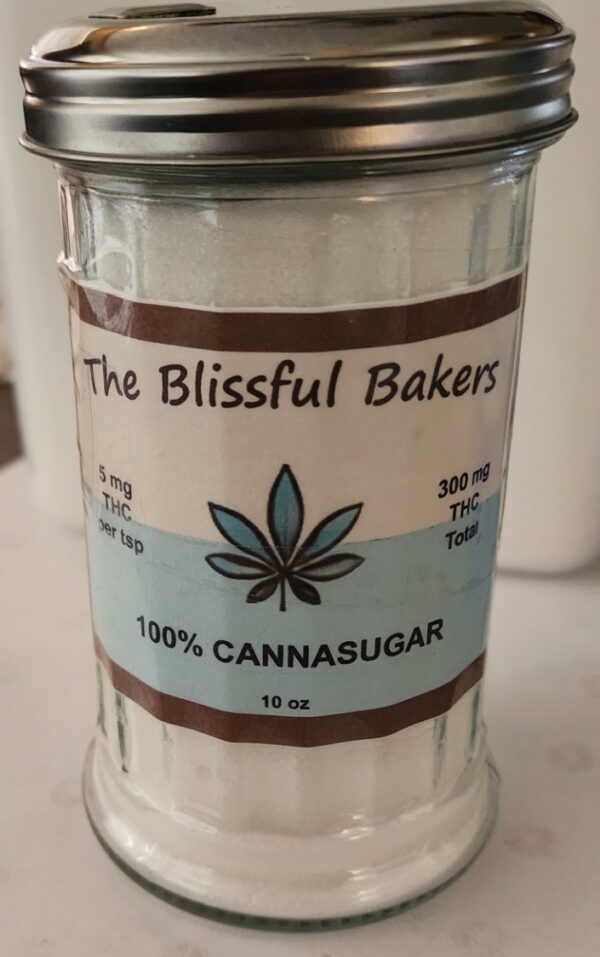 The Blissful Bakers
5 mg
THC
per tsp
300 mg
THC
Total
100% CANNASUGAR
10 oz